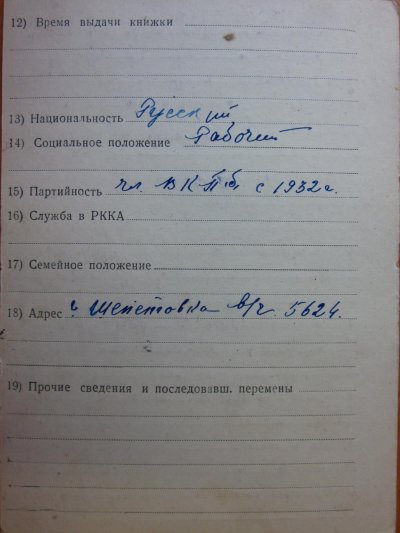 12) Время выдачи книжки
13) Национальность Русский
14) Социальное положение Рабочий
15) Партийность чл. ВКПб с 1932 г.
16) Служба в РККА
17) Семейное положение
18) Адрес г. Шепетовка в/ч. 5624.
19) Прочие сведения и последовавш. перемены